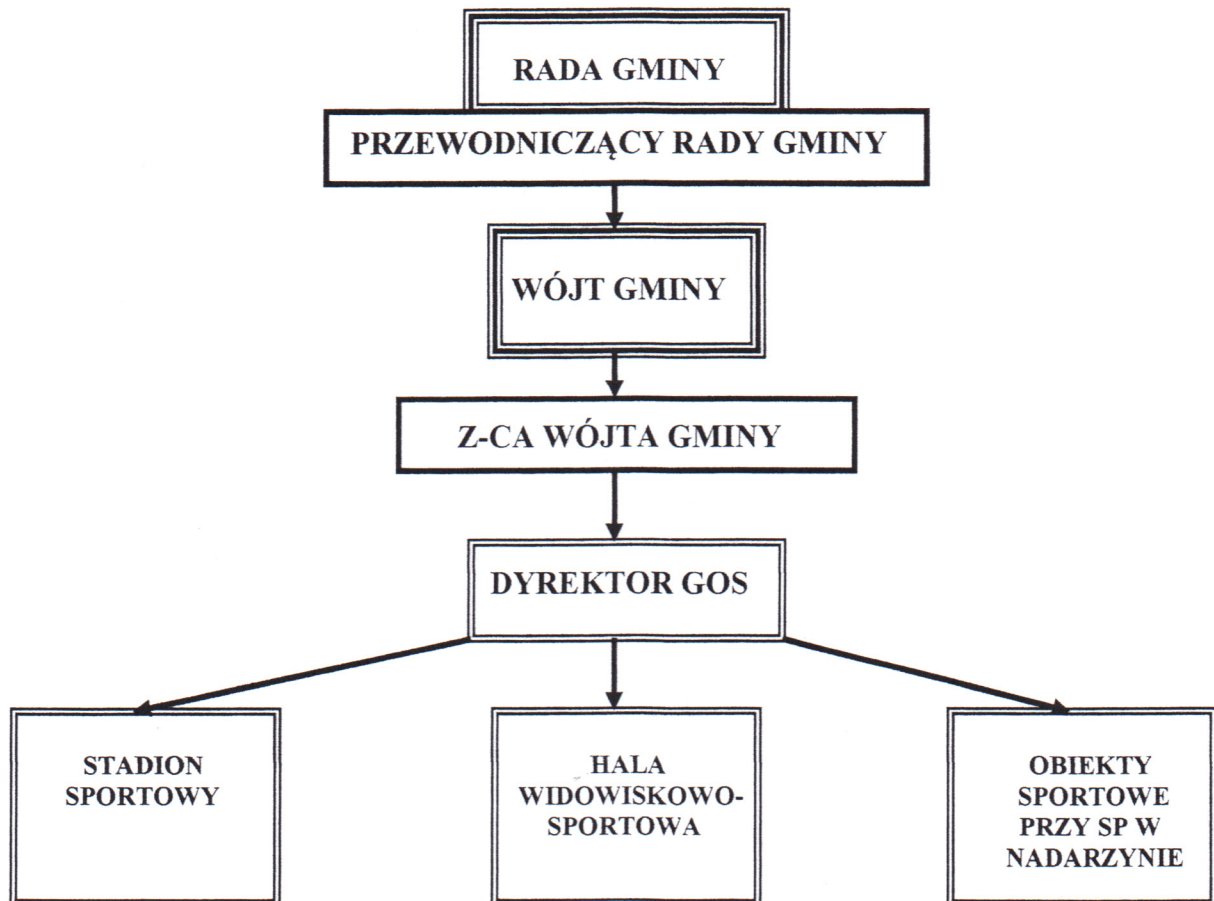 RADA GMINY
PRZEWODNICZĄCY RADY GMINY
WÓJT GMINY
Z-CA WÓJTA GMINY
DYREKTOR GOS
STADION
SPORTOWY
HALA
WIDOWISKOWO-
SPORTOWA
OBIEKTY
SPORTOWE
PRZY SP W
NADARZYNIE